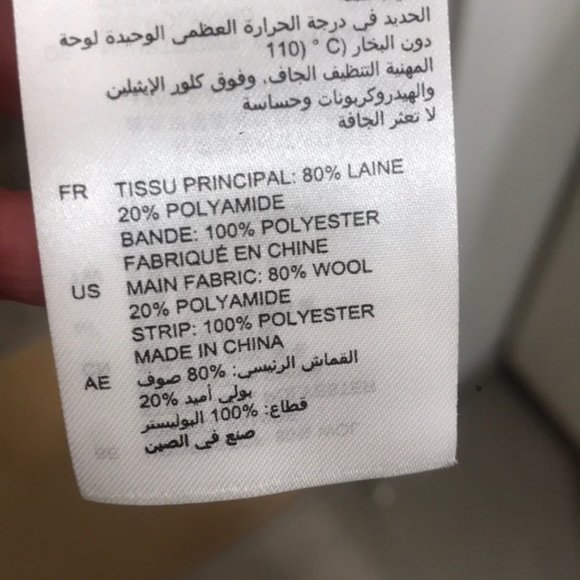 الحديد في درجة الحرارة العظمى الوحيدة لوحة
دون البخار (C ° (110
المهنية التنظيف الجاف، وفوق كلور الإيثيلين
والهيدروكربونات وحساسة
لا تعثر الجافة
FR TISSU PRINCIPAL: 80% LAINE
20% POLYAMIDE
BANDE: 100% POLYESTER
FABRIQUÉ EN CHINE
US MAIN FABRIC: 80% WOOL
20% POLYAMIDE
STRIP: 100% POLYESTER
MADE IN CHINA
AE القماش الرئيسي: 80% صوف
بولي أميد 20%
قطاع: 100% البوليستر
صنع في الصين